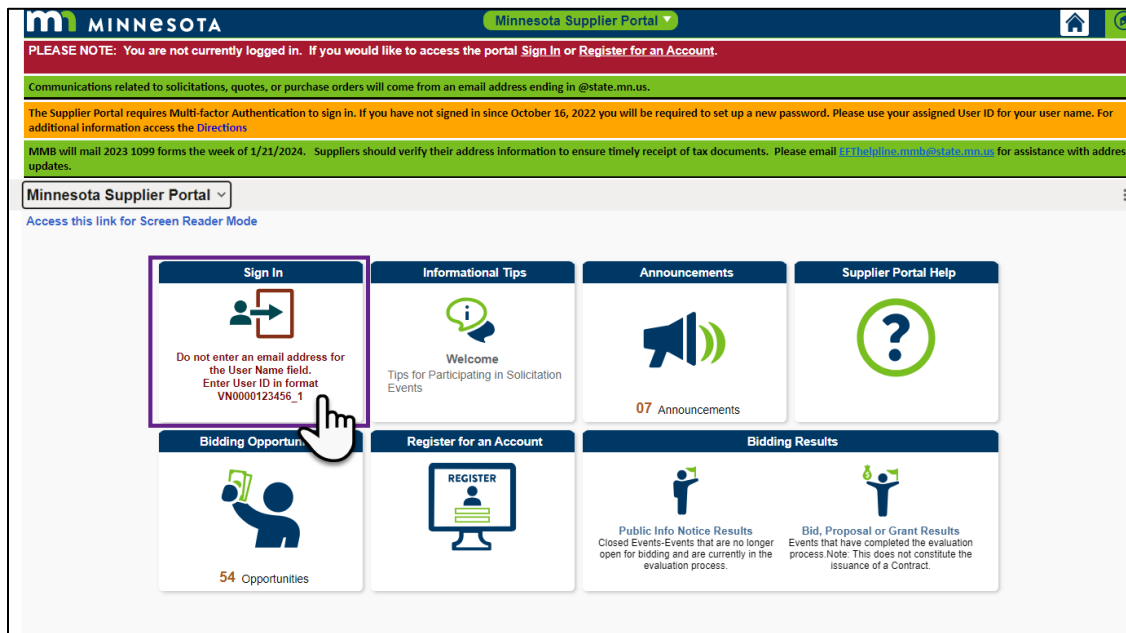 mn MINNESOTA
Minnesota Supplier Portal
PLEASE NOTE: You are not currently logged in. If you would like to access the portal Sign In or Register for an Account.
Communications related to solicitations, quotes, or purchase orders will come from an email address ending in @state.mn.us.
The Supplier Portal requires Multi-factor Authentication to sign in. If you have not signed in since October 16, 2022 you will be required to set up a new password. Please use your assigned User ID for your user name. For
additional information access the Directions
MMB will mail 2023 1099 forms the week of 1/21/2024. Suppliers should verify their address information to ensure timely receipt of tax documents. Please email EFThelpline.mmb@state.mn.us for assistance with addres
updates.
Minnesota Supplier Portal
Access this link for Screen Reader Mode
Sign In
Do not enter an email address for
the User Name field.
Enter User ID in format
VN0000123456_1
Informational Tips
Welcome
Tips for Participating in Solicitation
Events
Announcements
07 Announcements
Supplier Portal Help
?
Bidding Opportun
54 Opportunities
Register for an Account
REGISTER
Bidding Results
Public Info Notice Results
Closed Events-Events that are no longer
open for bidding and are currently in the
evaluation process.
Bid, Proposal or Grant Results
Events that have completed the evaluation
process.Note: This does not constitute the
issuance of a Contract.